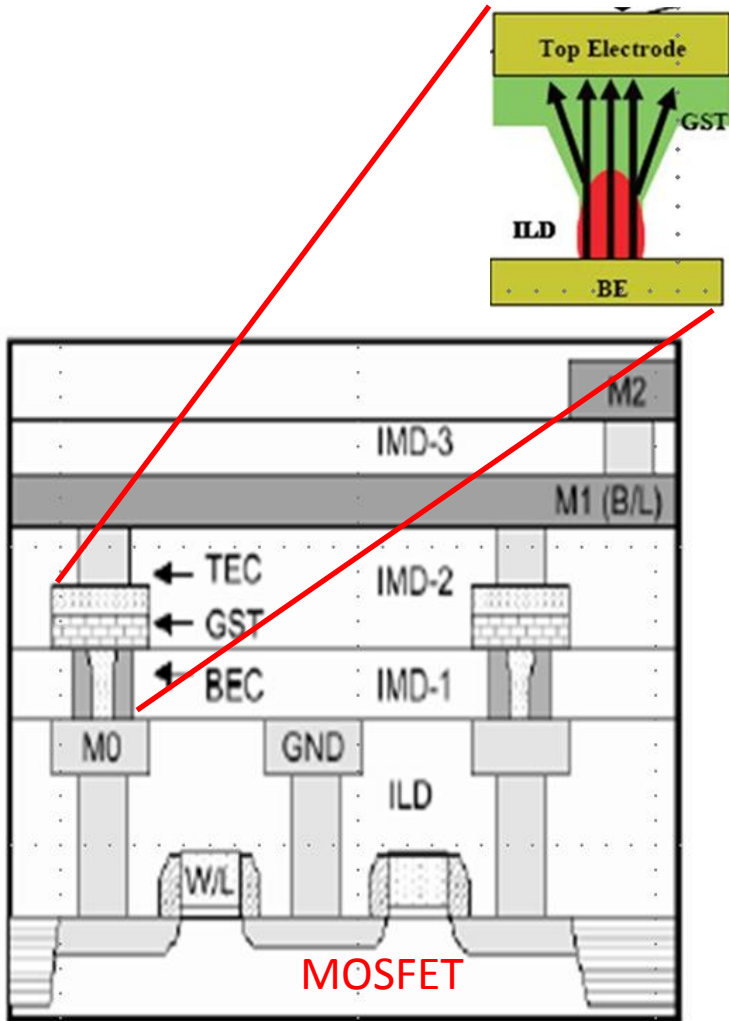 Top Electrode
GST
ILD
BE
M2
IMD-3
M1 (B/L)
TEC
IMD-2
GST
BEC
IMD-1
M0
GND
ILD
W/L
MOSFET